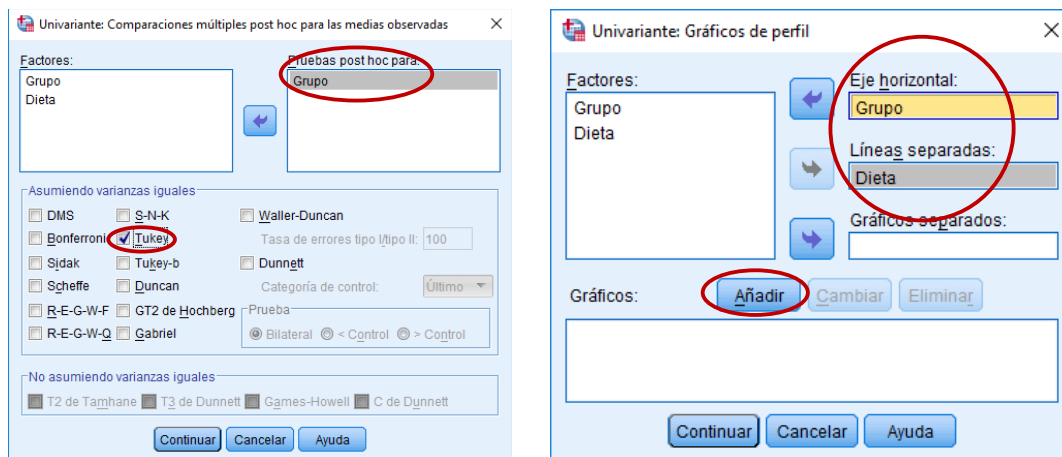 Univariante: Comparaciones múltiples post hoc para las medias observadas
Factores:
Grupo
Dieta
Pruebas post hoc para:
Grupo
Asumiendo varianzas iguales
DMS
S-N-K
Waller-Duncan
Bonferroni
Tukey
Tasa de errores tipo I/tipo II: 100
Sidak
Tukey-b
Dunnett
Scheffe
Duncan
Categoría de control: Último
R-E-G-W-F
GT2 de Hochberg
Prueba
R-E-G-W-Q
Gabriel
Bilateral
< Control
> Control
No asumiendo varianzas iguales
T2 de Tamhane
T3 de Dunnett
Games-Howell
C de Dunnett
Continuar
Cancelar
Ayuda
Univariante: Gráficos de perfil
Factores:
Grupo
Dieta
Eje horizontal:
Grupo
Líneas separadas:
Dieta
Gráficos separados:
Gráficos:
Añadir
Cambiar
Eliminar
Continuar
Cancelar
Ayuda